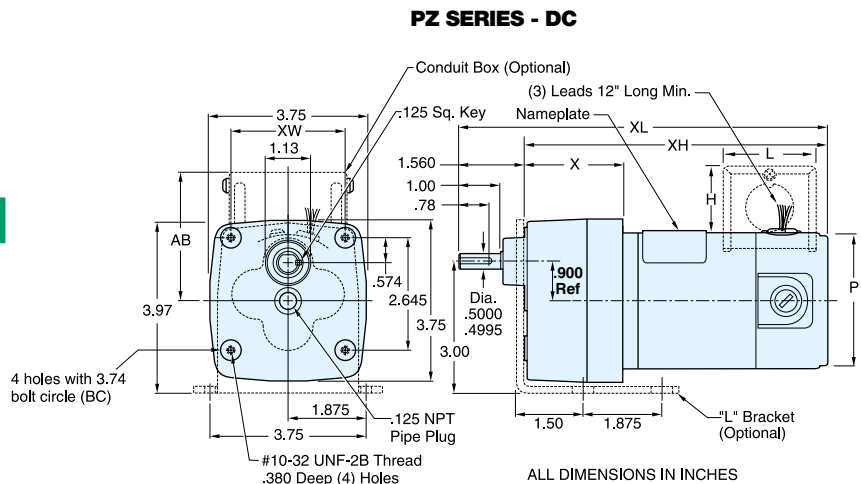 PZ SERIES - DC
Conduit Box (Optional)
(3) Leads 12" Long Min.
3.75
.125 Sq. Key
Nameplate
XL
XW
XH
1.13
1.560
X
L
1.00
.78
H
AB
.574
.900
Ref
P
3.97
2.645
Dia.
.5000
.4995
3.75
3.00
4 holes with 3.74
bolt circle (BC)
1.875
.125 NPT
Pipe Plug
1.50
1.875
"L" Bracket
(Optional)
3.75
#10-32 UNF-2B Thread
.380 Deep (4) Holes
ALL DIMENSIONS IN INCHES